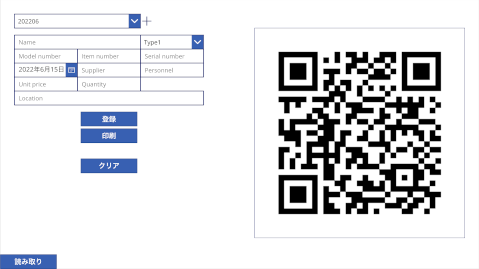 202206
Name Type1
Model number Item number Serial number
2022年6月15日 Supplier Personnel
Unit price Quantity
Location
登録
印刷
クリア
読み取り